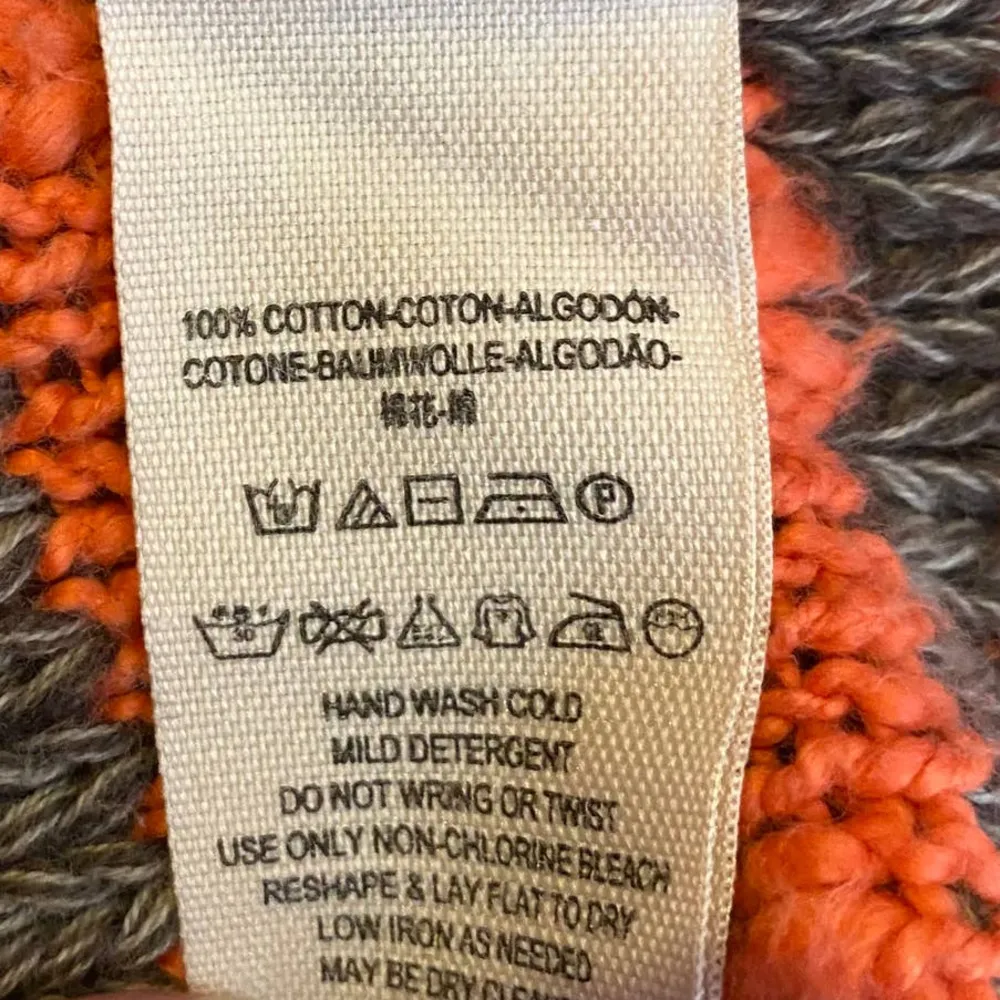 100% COTTON-COTON-ALGODÓN-
COTONE-BAUMWOLLE-ALGODÃO-
棉花-綿
P
30
HAND WASH COLD
MILD DETERGENT
DO NOT WRING OR TWIST
USE ONLY NON-CHLORINE BLEACH
RESHAPE & LAY FLAT TO DRY
LOW IRON AS NEEDED
MAY BE DRY